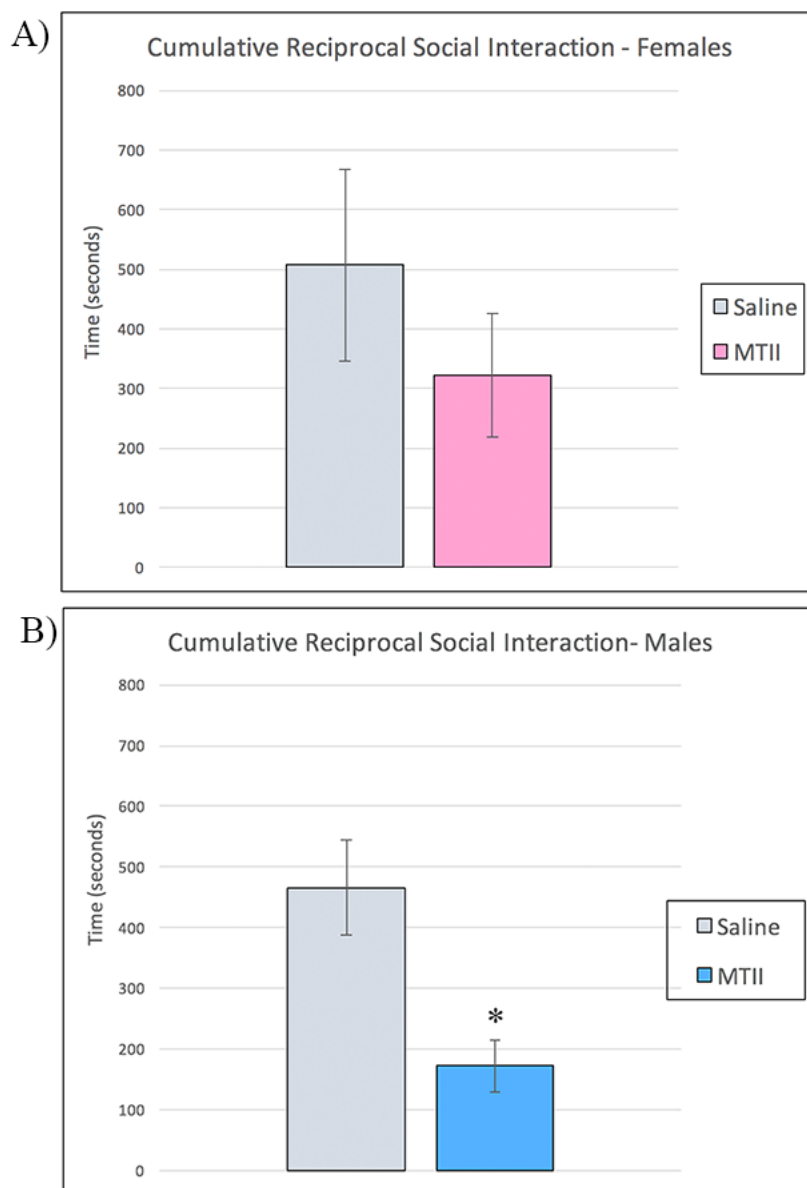 A)
Cumulative Reciprocal Social Interaction - Females
800
700
600
500
400
300
200
100
0
Time (seconds)
Saline
MTII
B)
Cumulative Reciprocal Social Interaction- Males
800
700
600
500
400
300
200
100
0
Time (seconds)
*
Saline
MTII